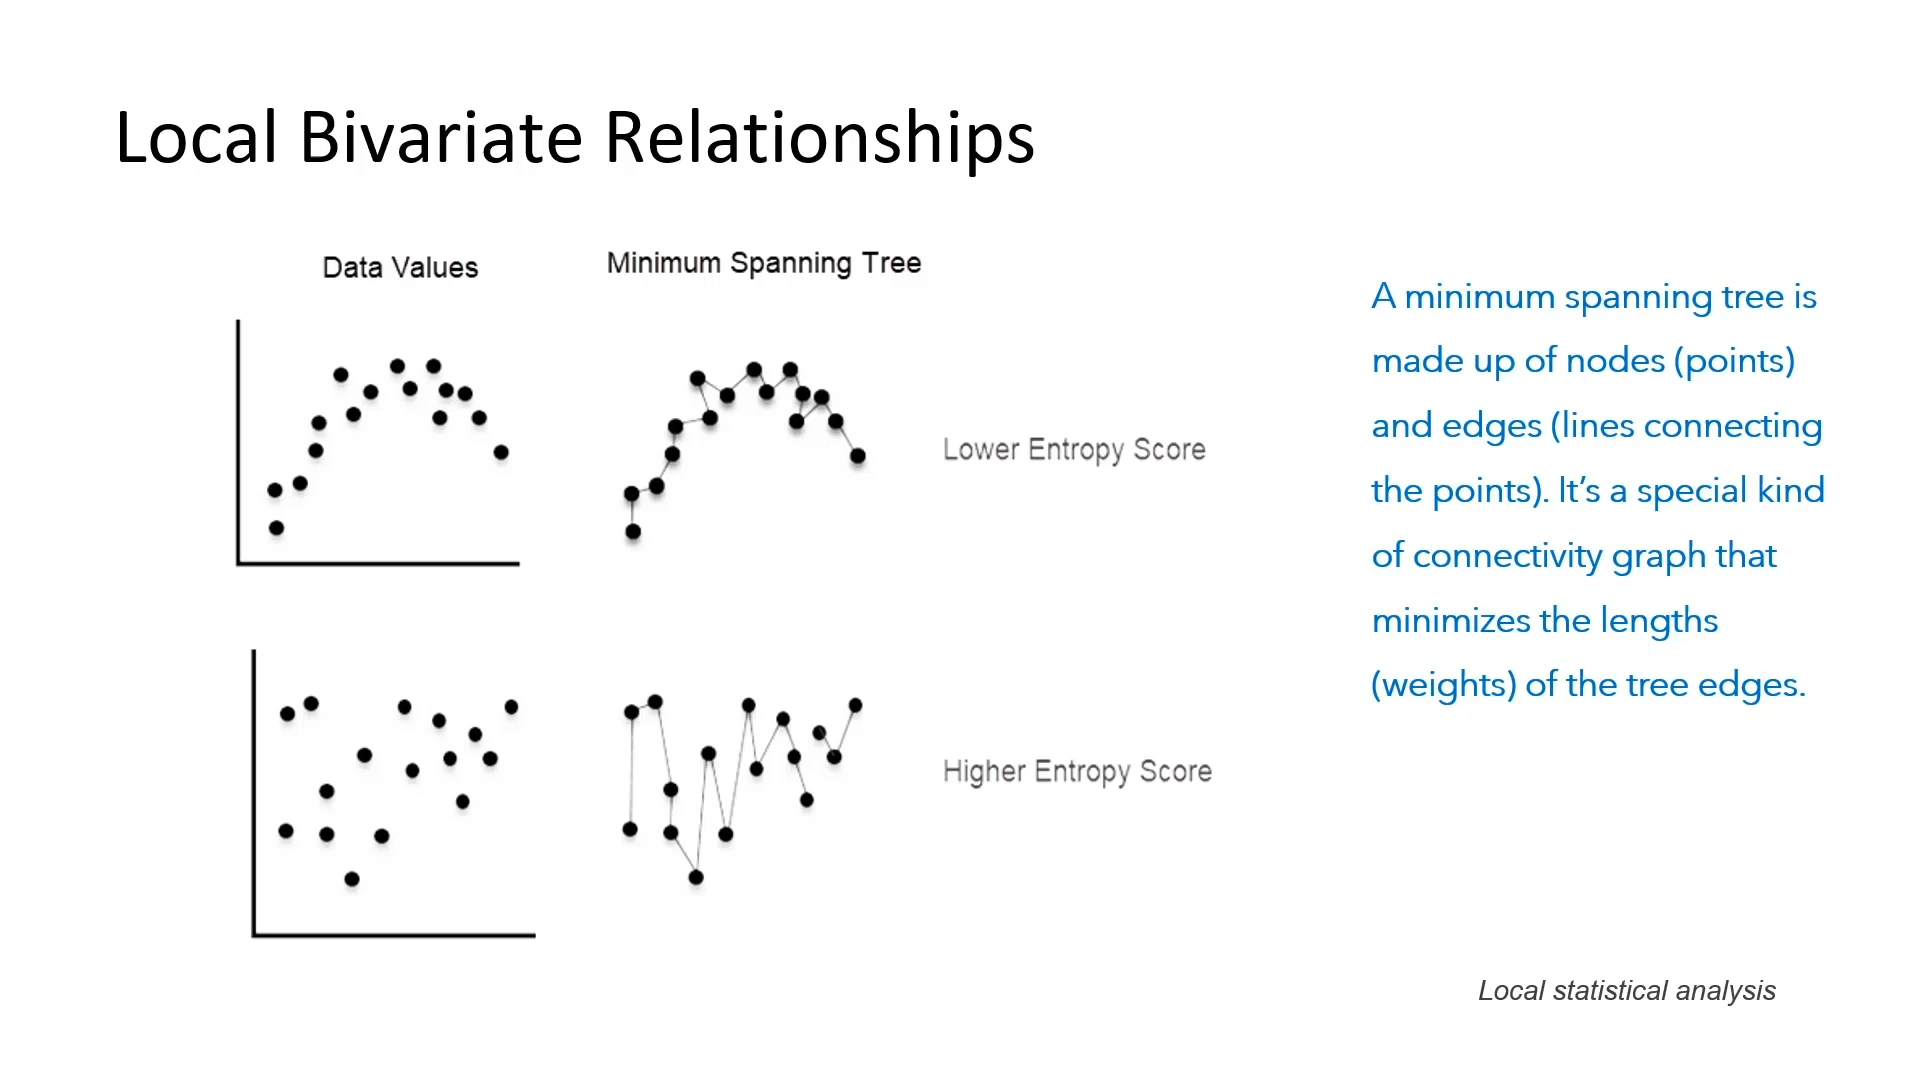 Local Bivariate Relationships
Data Values
Minimum Spanning Tree
Lower Entropy Score
Higher Entropy Score
A minimum spanning tree is
made up of nodes (points)
and edges (lines connecting
the points). It’s a special kind
of connectivity graph that
minimizes the lengths
(weights) of the tree edges.
Local statistical analysis